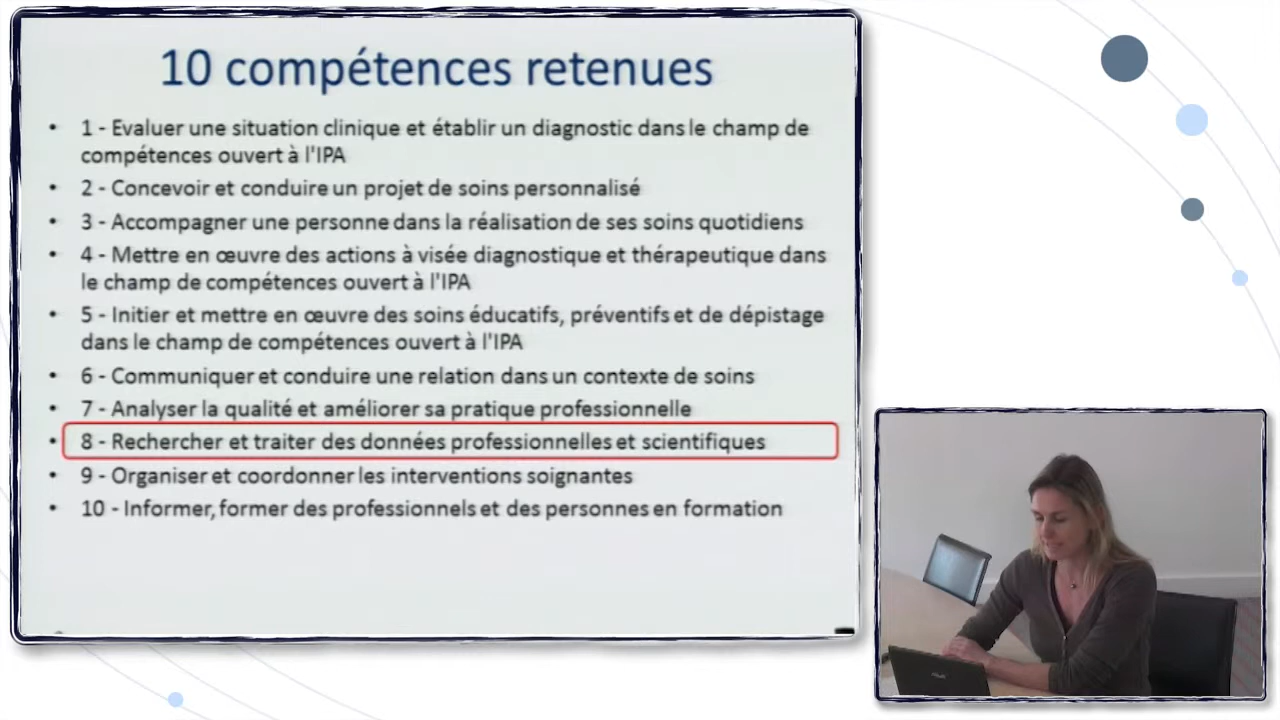 10 compétences retenues
• 1 - Evaluer une situation clinique et établir un diagnostic dans le champ de
compétences ouvert à l'IPA
• 2 - Concevoir et conduire un projet de soins personnalisé
• 3 - Accompagner une personne dans la réalisation de ses soins quotidiens
• 4 - Mettre en œuvre des actions à visée diagnostique et thérapeutique dans
le champ de compétences ouvert à l'IPA
• 5 - Initier et mettre en œuvre des soins éducatifs, préventifs et de dépistage
dans le champ de compétences ouvert à l'IPA
• 6 - Communiquer et conduire une relation dans un contexte de soins
• 7 - Analyser la qualité et améliorer sa pratique professionnelle
• 8 - Rechercher et traiter des données professionnelles et scientifiques
• 9 - Organiser et coordonner les interventions soignantes
• 10 - Informer, former des professionnels et des personnes en formation